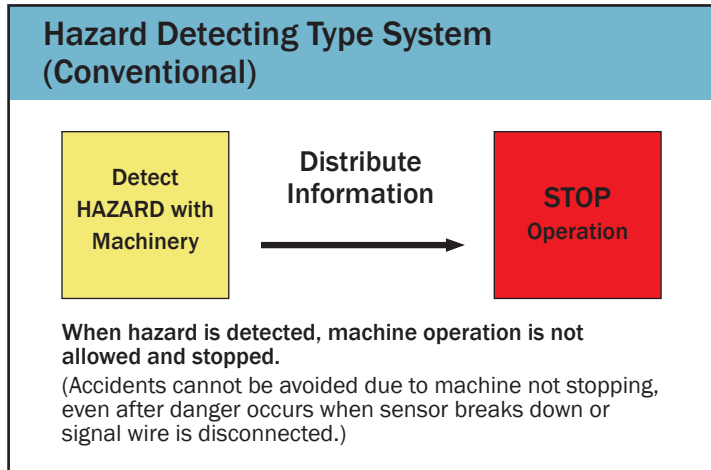 Hazard Detecting Type System
(Conventional)
Detect
HAZARD with
Machinery
Distribute
Information
STOP
Operation
When hazard is detected, machine operation is not
allowed and stopped.
(Accidents cannot be avoided due to machine not stopping,
even after danger occurs when sensor breaks down or
signal wire is disconnected.)